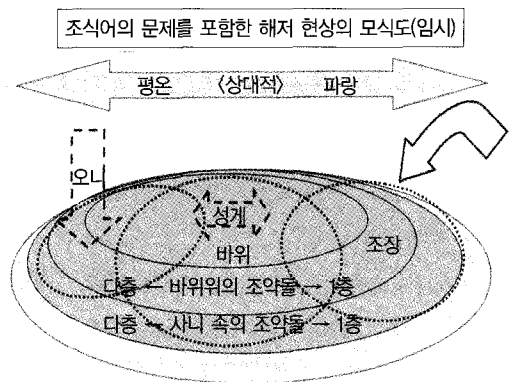 조식어의 문제를 포함한 해저 현상의 모식도(임시)
평온 〈상대적〉 파랑
오니
성게
바위
조장
다층 ← 바위위의 조약돌 → 1층
다층 ← 사니 속의 조약돌 → 1층